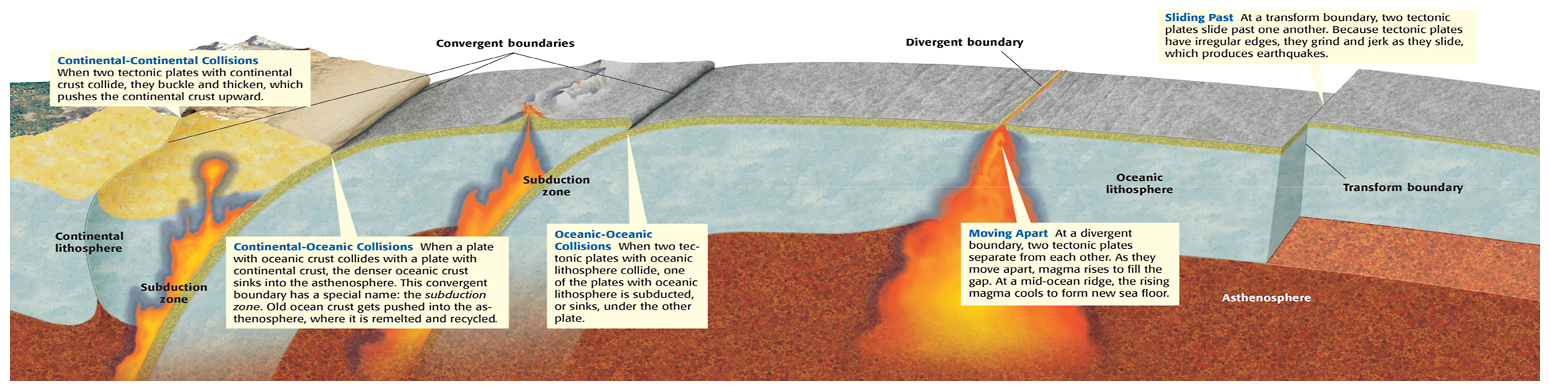 Continental-Continental Collisions
When two tectonic plates with continental
crust collide, they buckle and thicken, which
pushes the continental crust upward.
Convergent boundaries
Divergent boundary
Sliding Past At a transform boundary, two tectonic
plates slide past one another. Because tectonic plates
have irregular edges, they grind and jerk as they slide,
which produces earthquakes.
Continental
lithosphere
Subduction
zone
Subduction
zone
Oceanic
lithosphere
Transform boundary
Continental-Oceanic Collisions When a plate
with oceanic crust collides with a plate with
continental crust, the denser oceanic crust
sinks into the asthenosphere. This convergent
boundary has a special name: the subduction
zone. Old ocean crust gets pushed into the as-
thenosphere, where it is remelted and recycled.
Oceanic-Oceanic
Collisions When two tec-
tonic plates with oceanic
lithosphere collide, one
of the plates with oceanic
lithosphere is subducted,
or sinks, under the other
plate.
Moving Apart At a divergent
boundary, two tectonic plates
separate from each other. As they
move apart, magma rises to fill the
gap. At a mid-ocean ridge, the rising
magma cools to form new sea floor.
Asthenosphere